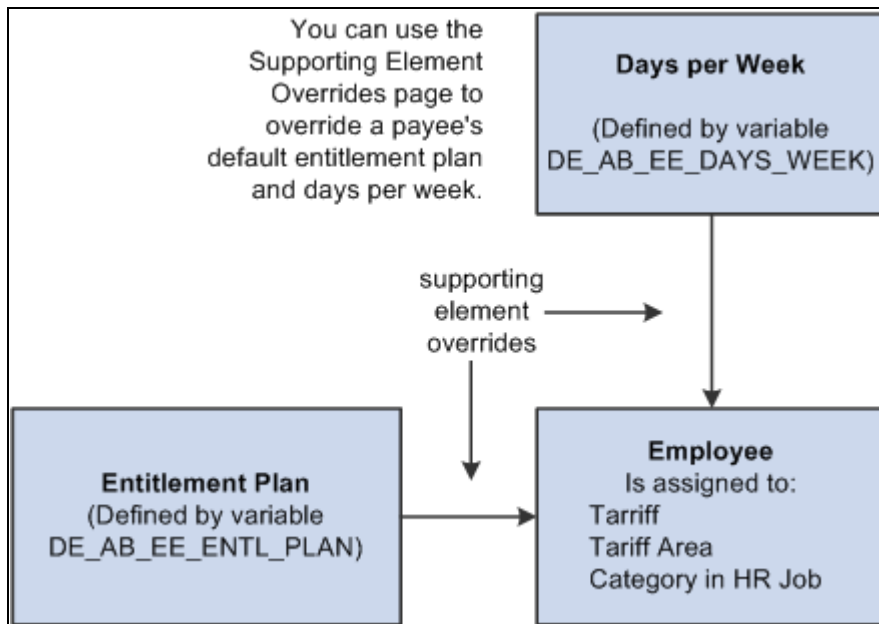 You can use the
Supporting Element
Overrides page to
override a payee's
default entitlement plan
and days per week.
Days per Week
(Defined by variable
DE_AB_EE_DAYS_WEEK)
supporting
element
overrides
Entitlement Plan
(Defined by variable
DE_AB_EE_ENTL_PLAN)
Employee
Is assigned to:
Tarriff
Tariff Area
Category in HR Job